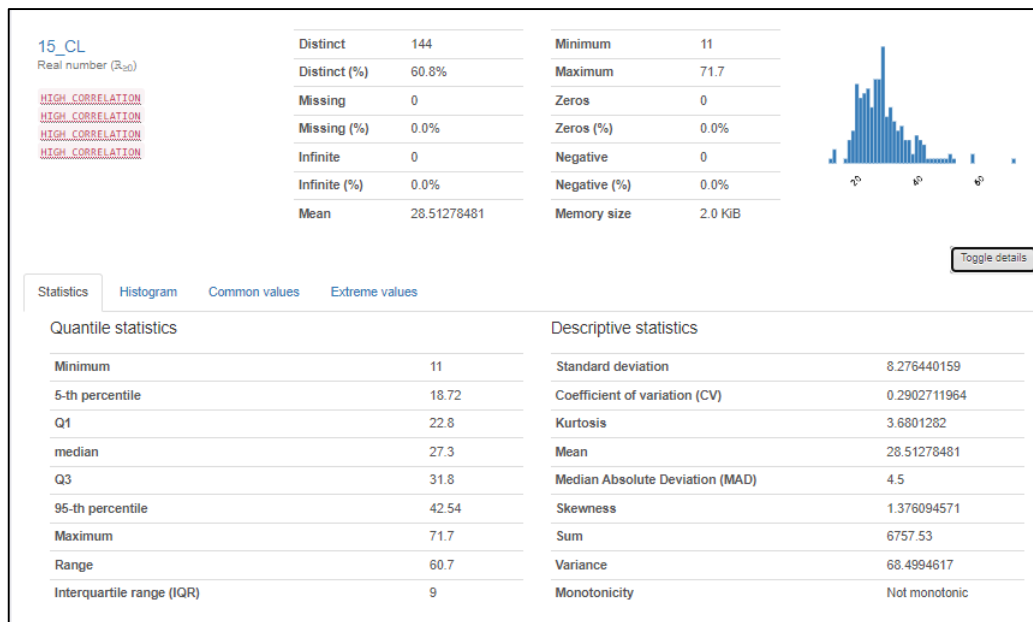 15_CL
Real number (ℝ≥0)
HIGH CORRELATION
HIGH CORRELATION
HIGH CORRELATION
HIGH CORRELATION
Distinct 144
Distinct (%) 60.8%
Missing 0
Missing (%) 0.0%
Infinite 0
Infinite (%) 0.0%
Mean 28.51278481
Minimum 11
Maximum 71.7
Zeros 0
Zeros (%) 0.0%
Negative 0
Negative (%) 0.0%
Memory size 2.0 KiB
20 40 60
Toggle details
Statistics Histogram Common values Extreme values
Quantile statistics
Minimum 11
5-th percentile 18.72
Q1 22.8
median 27.3
Q3 31.8
95-th percentile 42.54
Maximum 71.7
Range 60.7
Interquartile range (IQR) 9
Descriptive statistics
Standard deviation 8.276440159
Coefficient of variation (CV) 0.2902711964
Kurtosis 3.6801282
Mean 28.51278481
Median Absolute Deviation (MAD) 4.5
Skewness 1.376094571
Sum 6757.53
Variance 68.4994617
Monotonicity Not monotonic